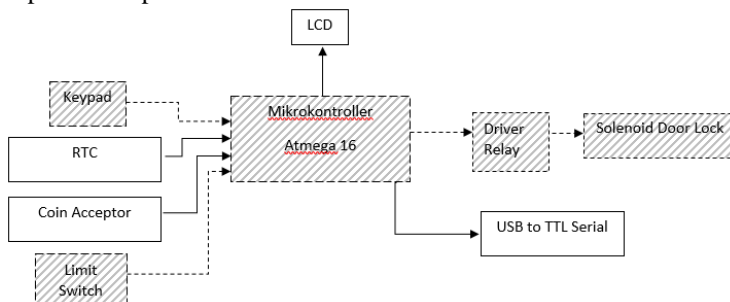 LCD
Keypad
Mikrokontroller
Atmega 16
Driver
Relay
Solenoid Door Lock
RTC
Coin Acceptor
USB to TTL Serial
Limit
Switch